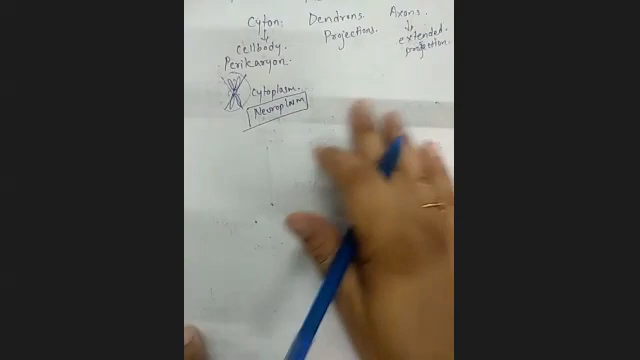 Cyton: Dendrons. Axons.
↓ Projections. ↓
Cellbody. extended
Perikaryon. projection.
Cytoplasm.
Neuroplasm